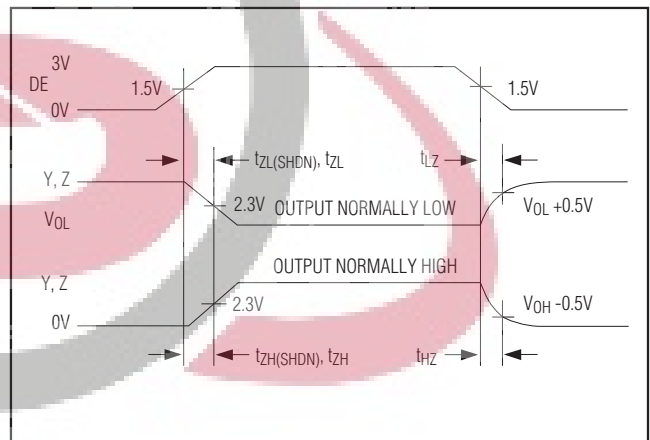 3V
DE
1.5V
1.5V
0V
tZL(SHDN), tZL
tLZ
Y, Z
2.3V
OUTPUT NORMALLY LOW
VOL +0.5V
VOL
Y, Z
OUTPUT NORMALLY HIGH
2.3V
VOH -0.5V
0V
tZH(SHDN), tZH
tHZ